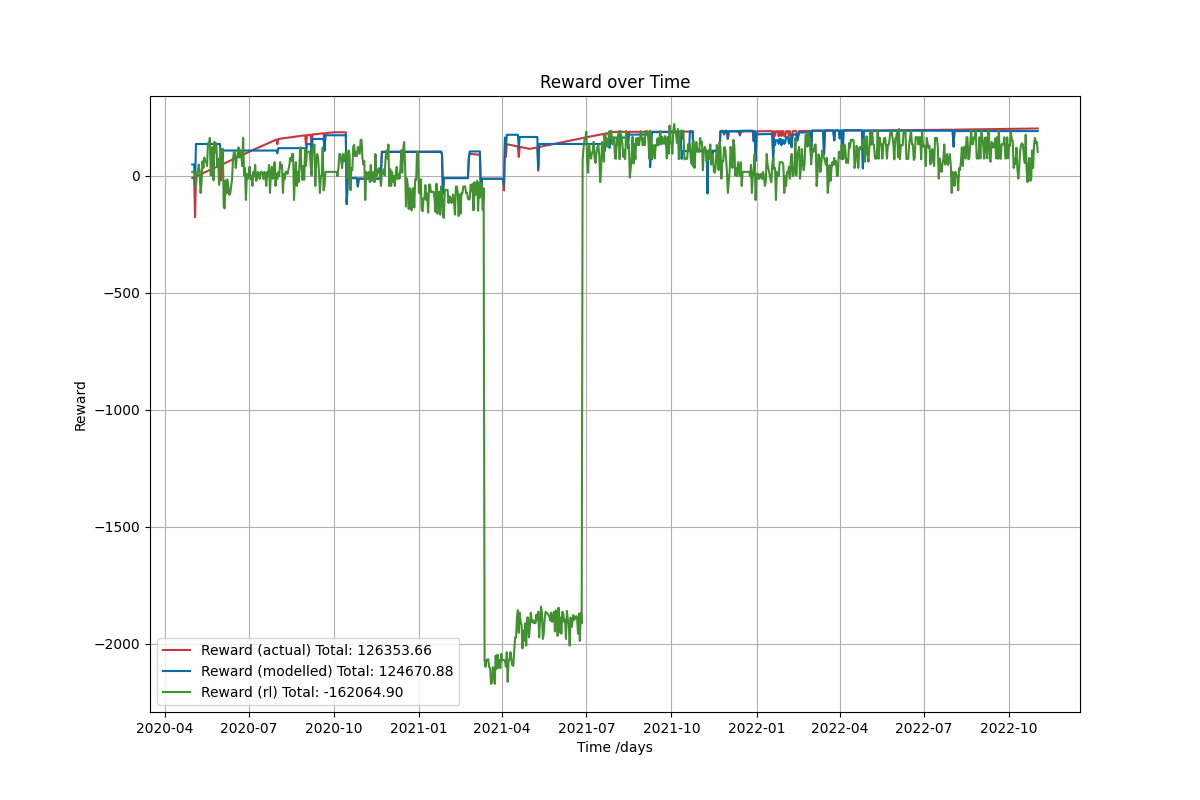 Reward over Time
Reward
0
−500
−1000
−1500
−2000
Reward (actual) Total: 126353.66
Reward (modelled) Total: 124670.88
Reward (rl) Total: -162064.90
2020-04 2020-07 2020-10 2021-01 2021-04 2021-07 2021-10 2022-01 2022-04 2022-07 2022-10
Time /days